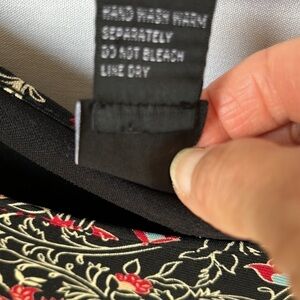 HAND WASH WARM
SEPARATELY
DO NOT BLEACH
LINE DRY